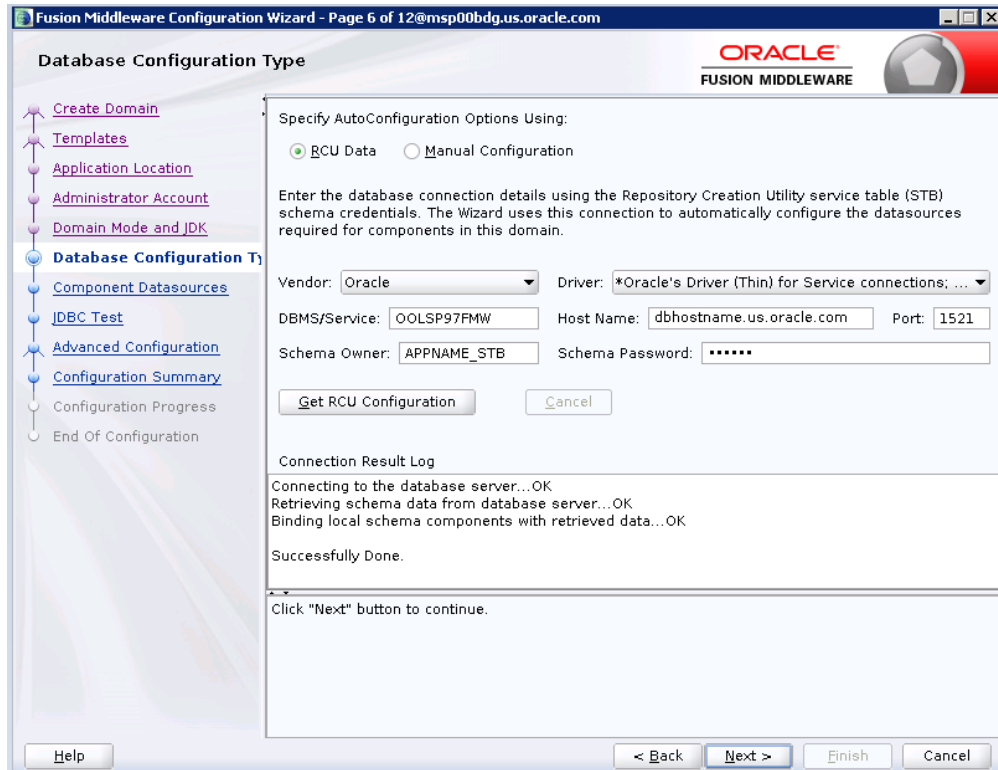 Fusion Middleware Configuration Wizard - Page 6 of 12@msp00bdg.us.oracle.com
Database Configuration Type
ORACLE
FUSION MIDDLEWARE
Create Domain
Templates
Application Location
Administrator Account
Domain Mode and JDK
Database Configuration Ty
Component Datasources
JDBC Test
Advanced Configuration
Configuration Summary
Configuration Progress
End Of Configuration
Specify AutoConfiguration Options Using:
RCU Data Manual Configuration
Enter the database connection details using the Repository Creation Utility service table (STB)
schema credentials. The Wizard uses this connection to automatically configure the datasources
required for components in this domain.
Vendor: Oracle Driver: *Oracle's Driver (Thin) for Service connections; ...
DBMS/Service: OOLSP97FMW Host Name: dbhostname.us.oracle.com Port: 1521
Schema Owner: APPNAME_STB Schema Password: ••••••
Get RCU Configuration Cancel
Connection Result Log
Connecting to the database server...OK
Retrieving schema data from database server...OK
Binding local schema components with retrieved data...OK
Successfully Done.
Click "Next" button to continue.
Help < Back Next > Finish Cancel